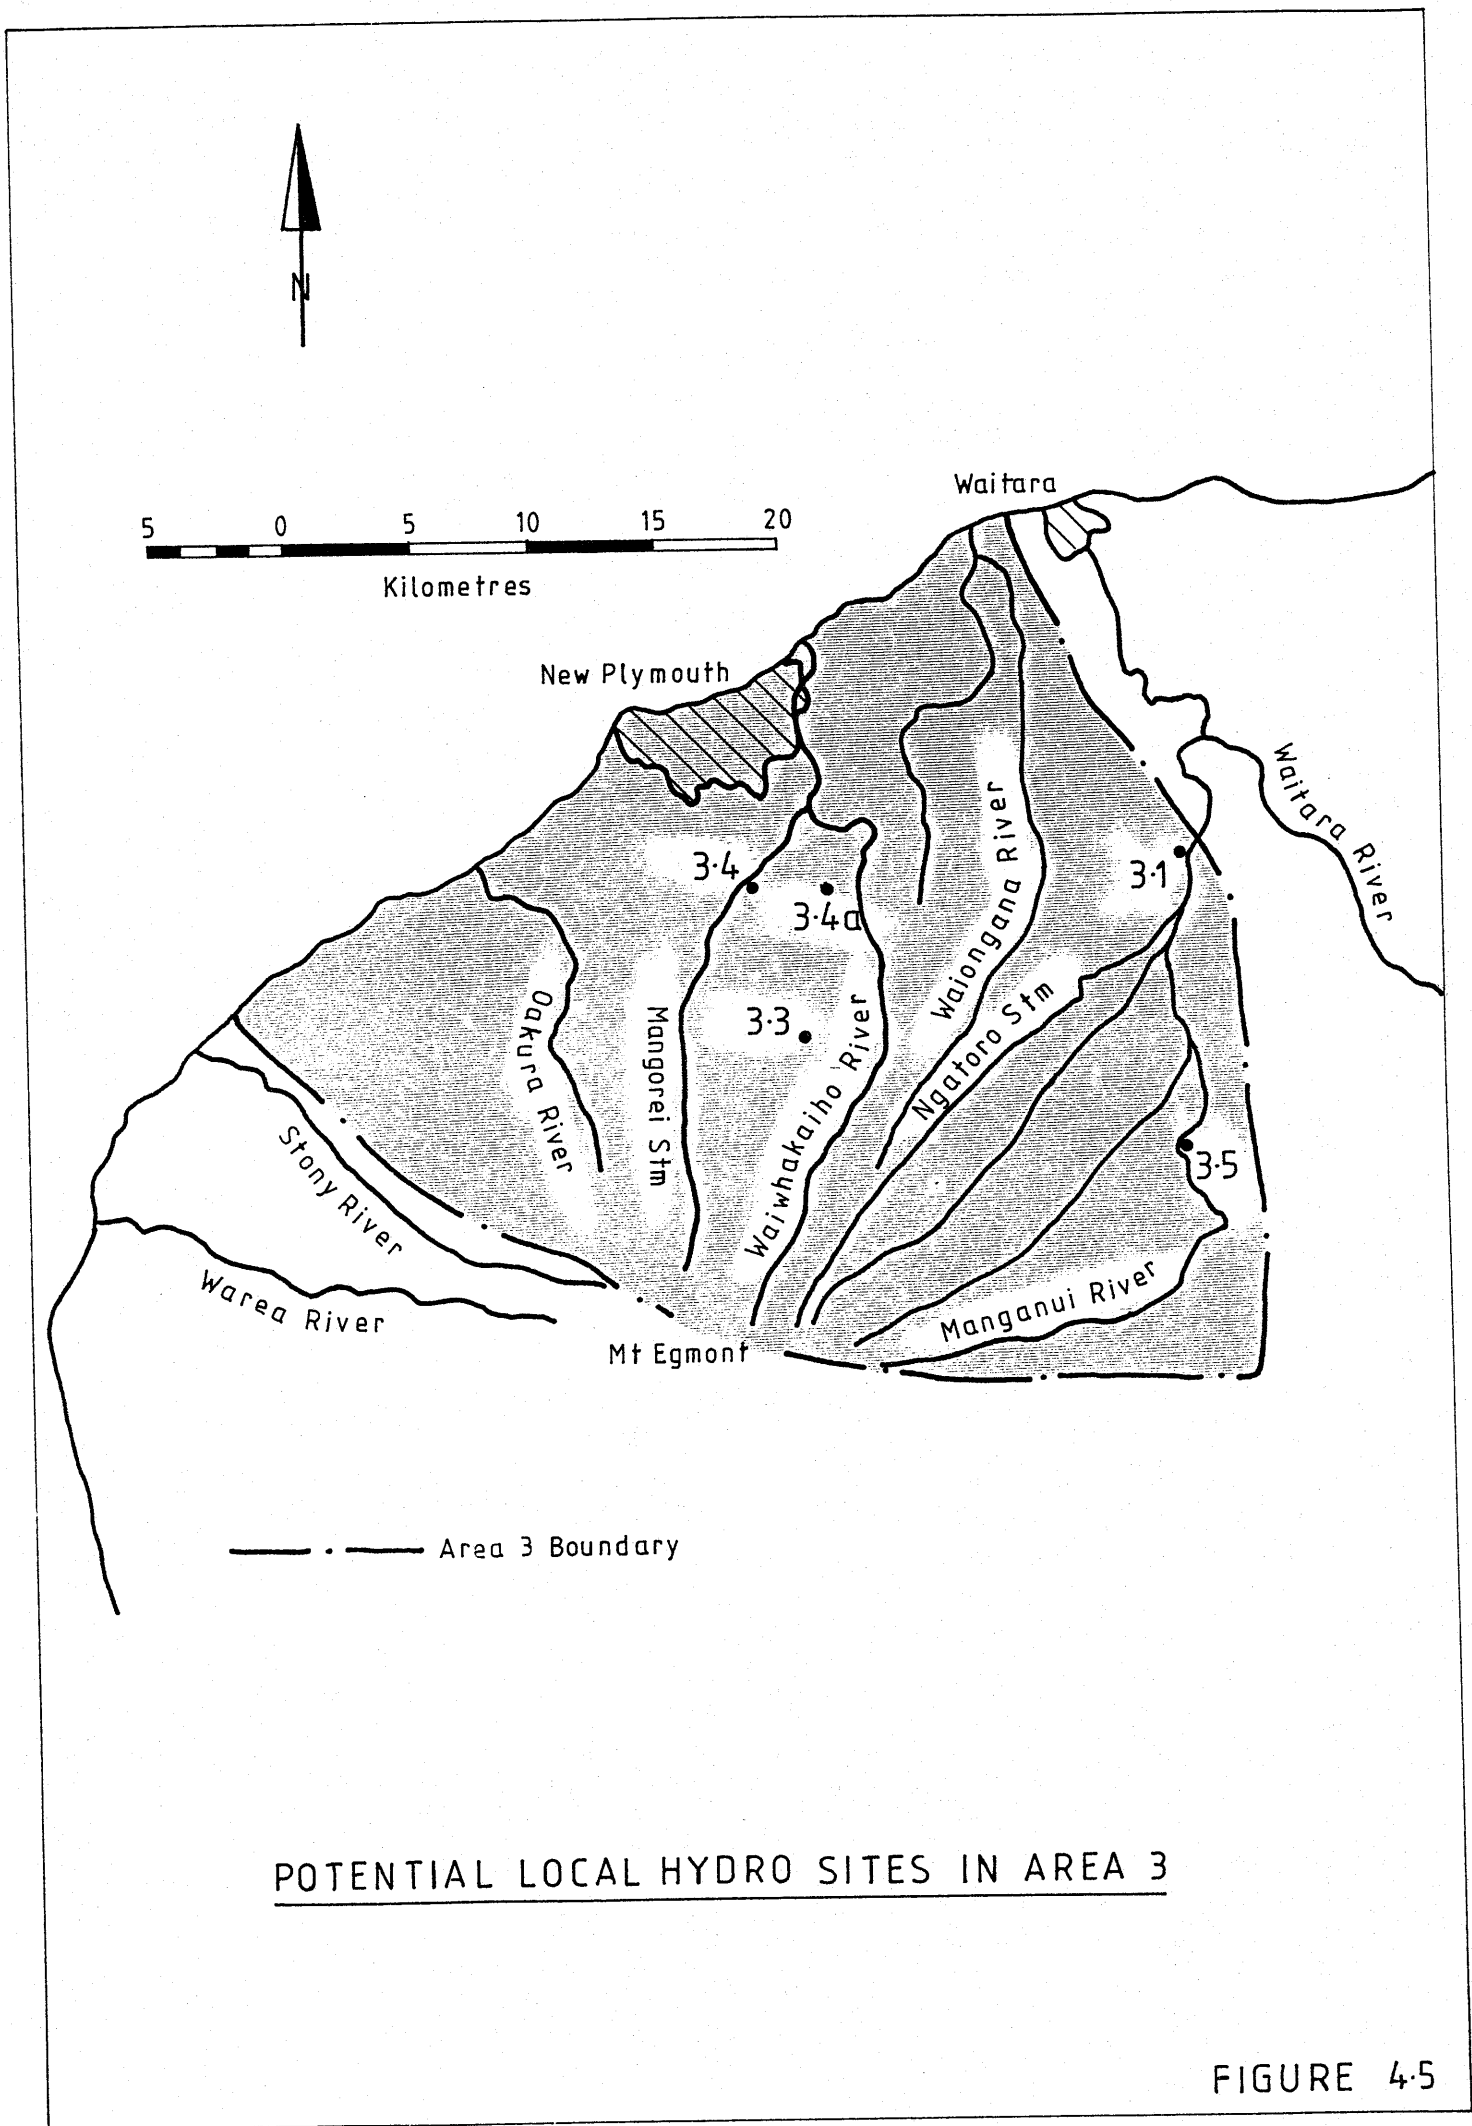 N
Waitara
5 0 5 10 15 20
Kilometres
New Plymouth
Waitara River
3·4
3·1
3·4a
Waiongana River
Oakura River
Mangorei Stm
3·3
Waiwhakaiho River
Ngatoro Stm
Stony River
3·5
Warea River
Manganui River
Mt Egmont
Area 3 Boundary
POTENTIAL LOCAL HYDRO SITES IN AREA 3
FIGURE 4·5